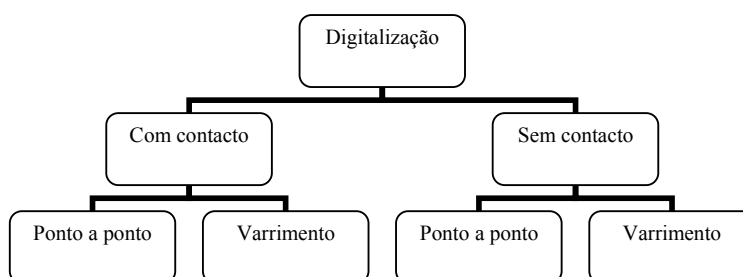 Digitalização
Com contacto
Sem contacto
Ponto a ponto
Varrimento
Ponto a ponto
Varrimento